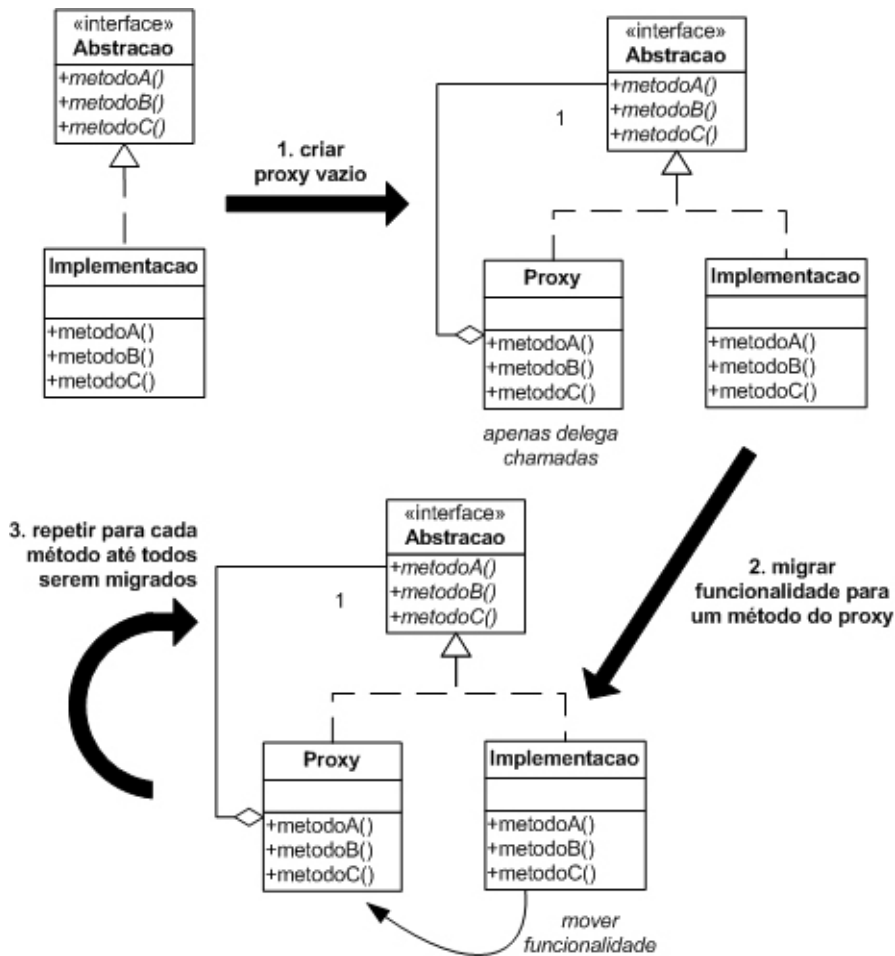 «interface»
Abstracao
+metodoA()
+metodoB()
+metodoC()
Implementacao
+metodoA()
+metodoB()
+metodoC()
1. criar
proxy vazio
«interface»
Abstracao
+metodoA()
+metodoB()
+metodoC()
1
Proxy
+metodoA()
+metodoB()
+metodoC()
apenas delega
chamadas
Implementacao
+metodoA()
+metodoB()
+metodoC()
2. migrar
funcionalidade para
um método do proxy
3. repetir para cada
método até todos
serem migrados
«interface»
Abstracao
+metodoA()
+metodoB()
+metodoC()
1
Proxy
+metodoA()
+metodoB()
+metodoC()
Implementacao
+metodoA()
+metodoB()
+metodoC()
mover
funcionalidade